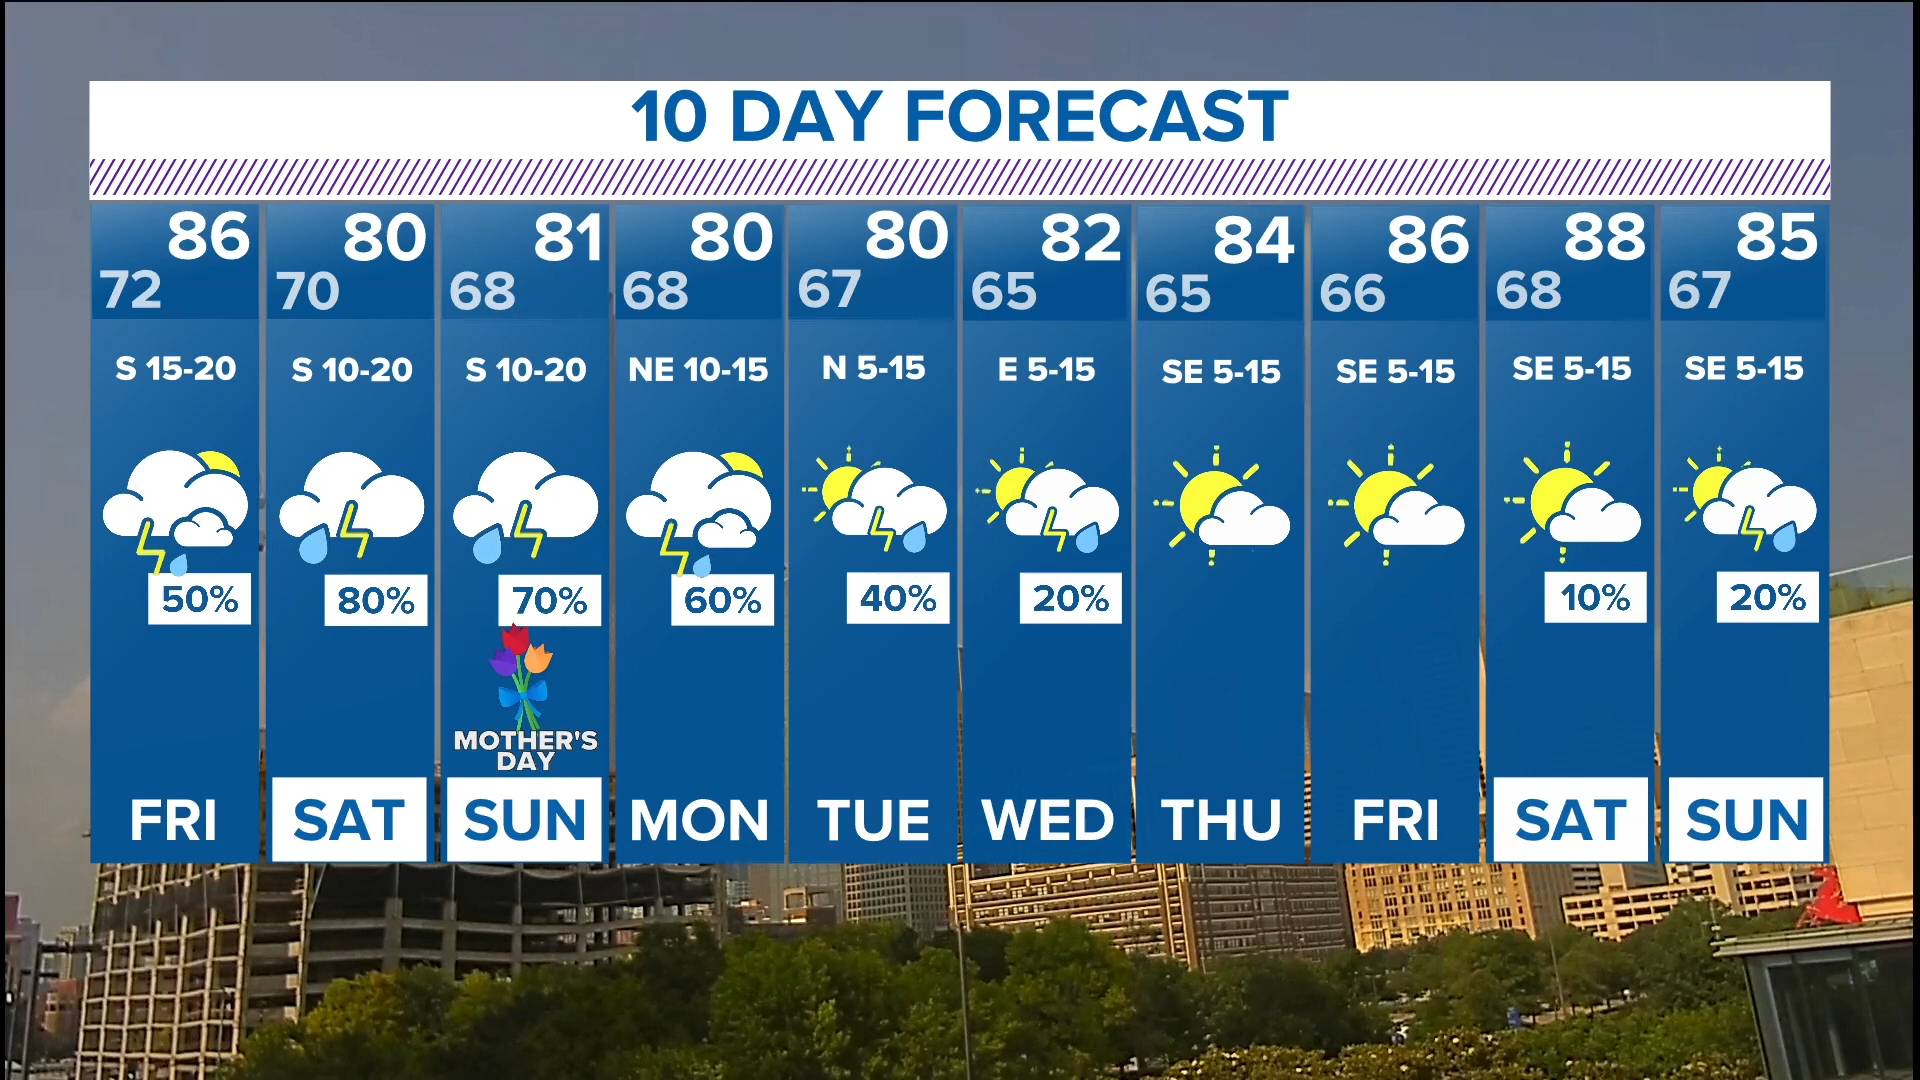 10 DAY FORECAST
86 80 81 80 80 82 84 86 88 85
72 70 68 68 67 65 65 66 68 67
S 15-20 S 10-20 S 10-20 NE 10-15 N 5-15 E 5-15 SE 5-15 SE 5-15 SE 5-15 SE 5-15
50% 80% 70% 60% 40% 20% 10% 20%
MOTHER'S
DAY
FRI SAT SUN MON TUE WED THU FRI SAT SUN